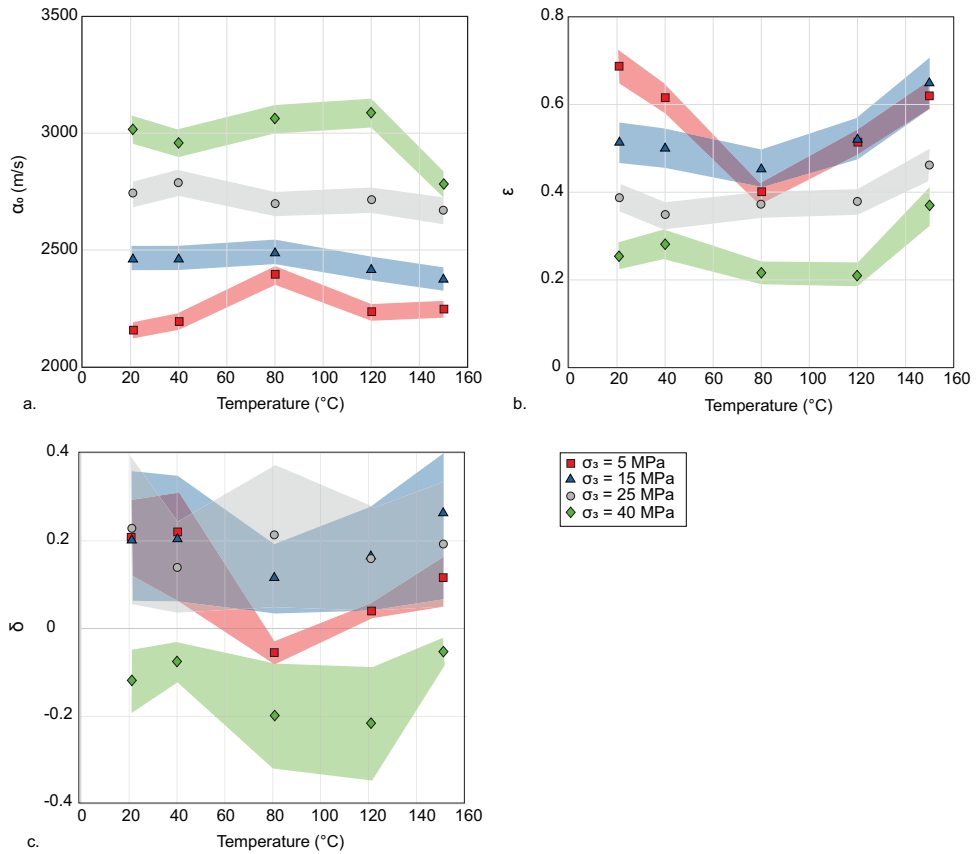 3500
3000
2500
2000
α₀ (m/s)
0 20 40 60 80 100 120 140 160
Temperature (°C)
a.
0.8
0.6
0.4
0.2
0
ε
0 20 40 60 80 100 120 140 160
Temperature (°C)
b.
0.4
0.2
0
-0.2
-0.4
δ
0 20 40 60 80 100 120 140 160
Temperature (°C)
c.
σ₃ = 5 MPa
σ₃ = 15 MPa
σ₃ = 25 MPa
σ₃ = 40 MPa